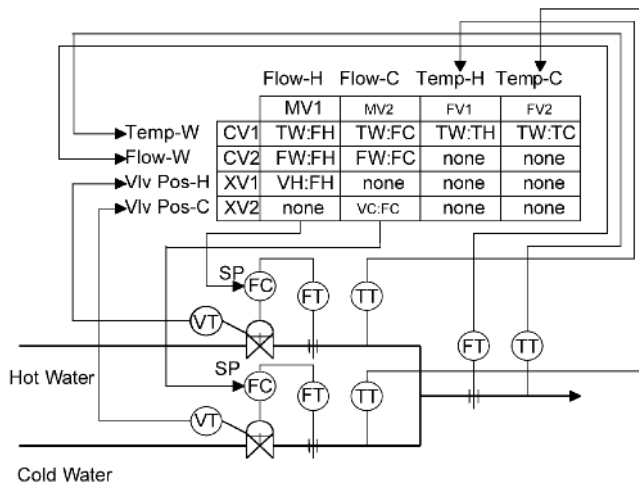 Flow-H Flow-C Temp-H Temp-C
MV1 MV2 FV1 FV2
Temp-W CV1 TW:FH TW:FC TW:TH TW:TC
Flow-W CV2 FW:FH FW:FC none none
Vlv Pos-H XV1 VH:FH none none none
Vlv Pos-C XV2 none VC:FC none none
SP FC FT TT
VT FT TT
Hot Water
SP FC FT TT
VT
Cold Water